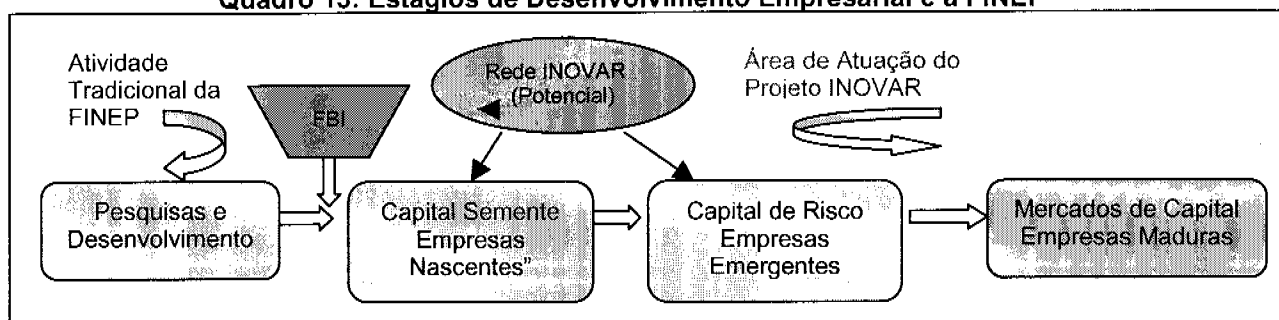 Quadro 13: Estágios de Desenvolvimento Empresarial e a FINEP
Atividade
Tradicional da
FINEP
FBI
Rede INOVAR
(Potencial)
Área de Atuação do
Projeto INOVAR
Pesquisas e
Desenvolvimento
Capital Semente
Empresas
Nascentes”
Capital de Risco
Empresas
Emergentes
Mercados de Capital
Empresas Maduras